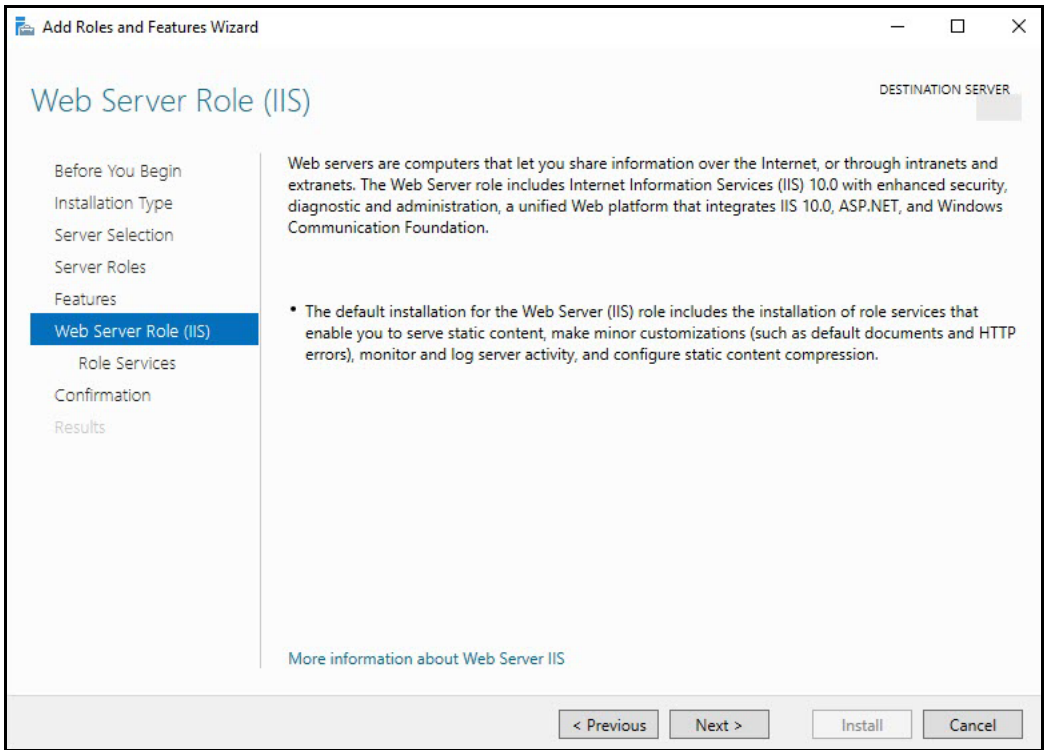 Add Roles and Features Wizard
Web Server Role (IIS)
DESTINATION SERVER
Before You Begin
Installation Type
Server Selection
Server Roles
Features
Web Server Role (IIS)
Role Services
Confirmation
Results
Web servers are computers that let you share information over the Internet, or through intranets and
extranets. The Web Server role includes Internet Information Services (IIS) 10.0 with enhanced security,
diagnostic and administration, a unified Web platform that integrates IIS 10.0, ASP.NET, and Windows
Communication Foundation.
• The default installation for the Web Server (IIS) role includes the installation of role services that
enable you to serve static content, make minor customizations (such as default documents and HTTP
errors), monitor and log server activity, and configure static content compression.
More information about Web Server IIS
< Previous
Next >
Install
Cancel